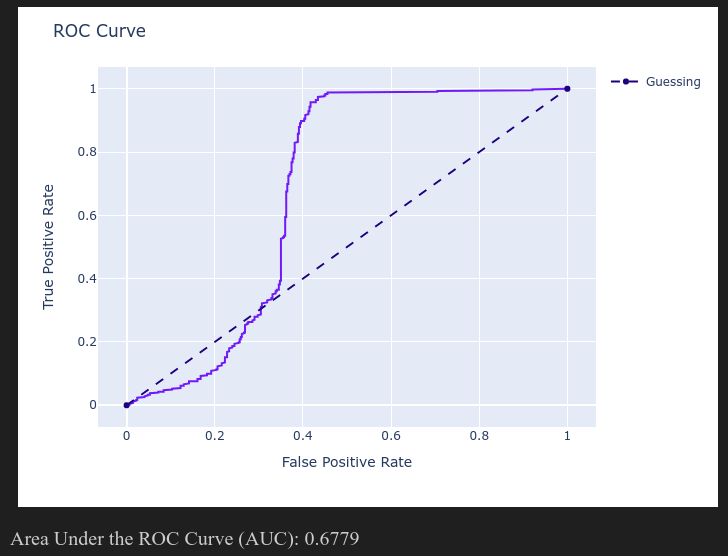 ROC Curve
Guessing
1
0.8
0.6
0.4
0.2
0
True Positive Rate
0
0.2
0.4
0.6
0.8
1
False Positive Rate
Area Under the ROC Curve (AUC): 0.6779